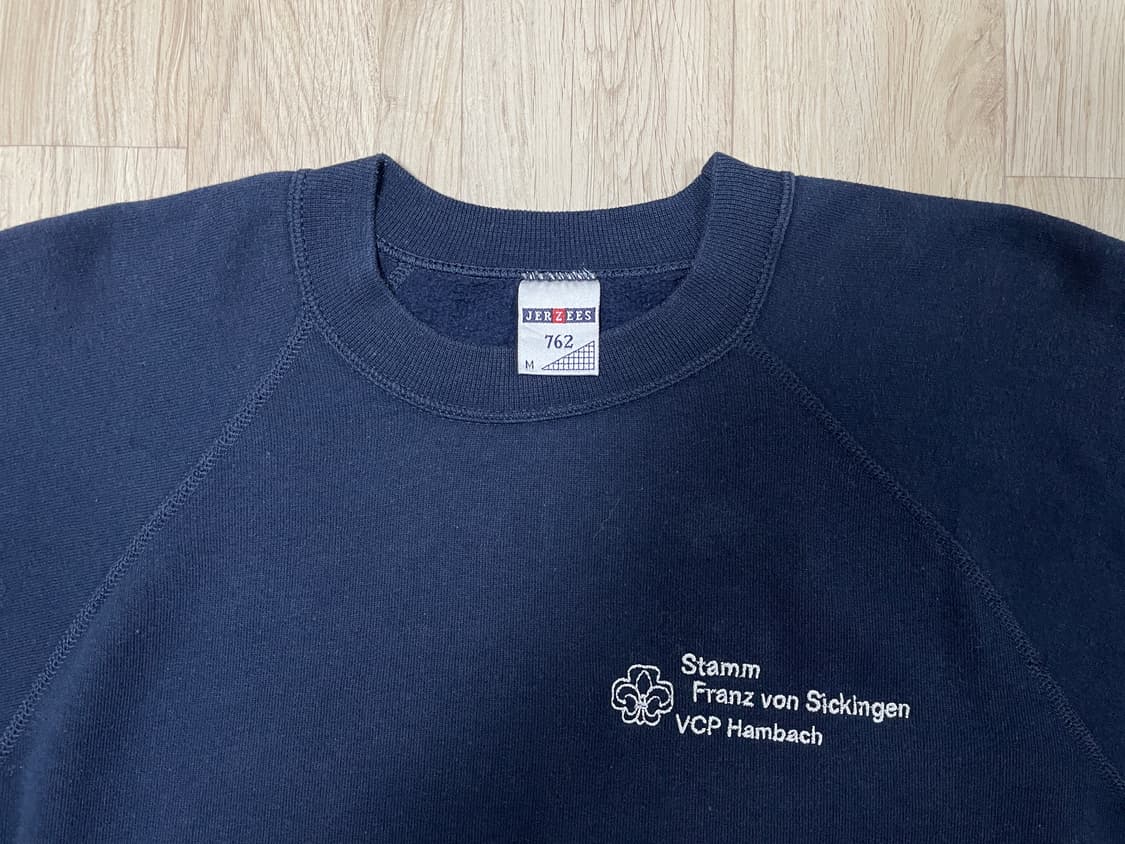 JERZEES
762
M
Stamm
Franz von Sickingen
VCP Hambach